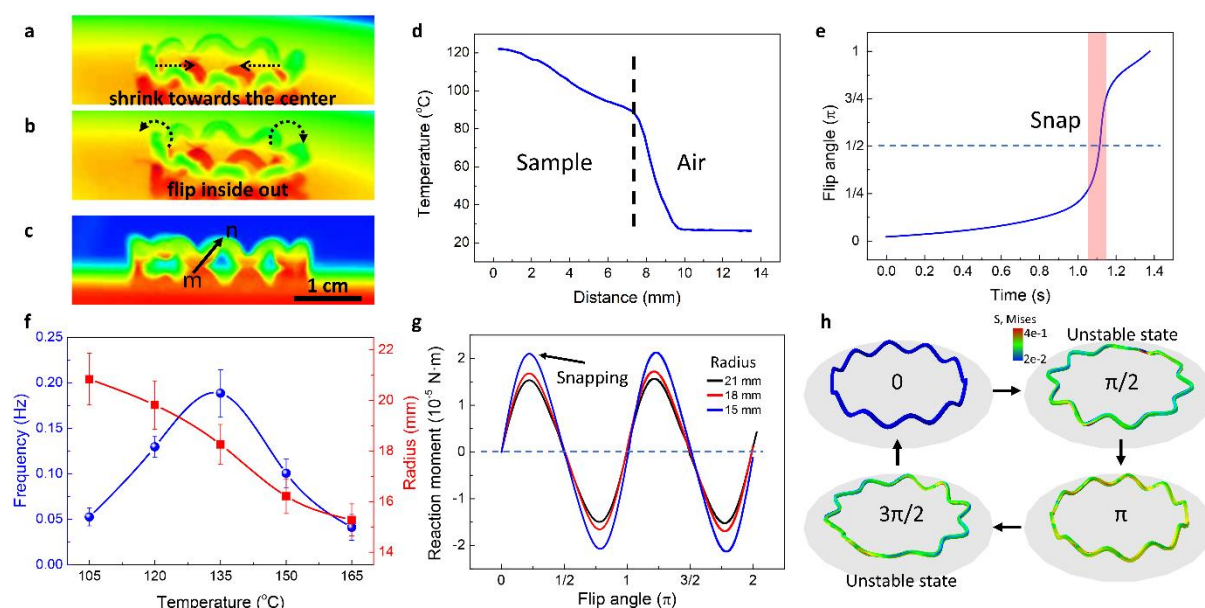 a
shrink towards the center
b
flip inside out
c
n
m
1 cm
d
Temperature (°C)
120
100
80
60
40
20
Sample
Air
0 2 4 6 8 10 12 14
Distance (mm)
e
Flip angle (π)
1
3/4
1/2
1/4
0
Snap
0.0 0.2 0.4 0.6 0.8 1.0 1.2 1.4
Time (s)
f
Frequency (Hz)
0.25
0.20
0.15
0.10
0.05
0.00
22
21
20
19
18
17
16
15
14
Radius (mm)
105 120 135 150 165
Temperature (°C)
g
Reaction moment (10⁻⁵ N·m)
2
1
0
-1
-2
Snapping
Radius
21 mm
18 mm
15 mm
0 1/2 1 3/2 2
Flip angle (π)
h
S, Mises
4e-1
2e-2
Unstable state
0
π/2
3π/2
π
Unstable state